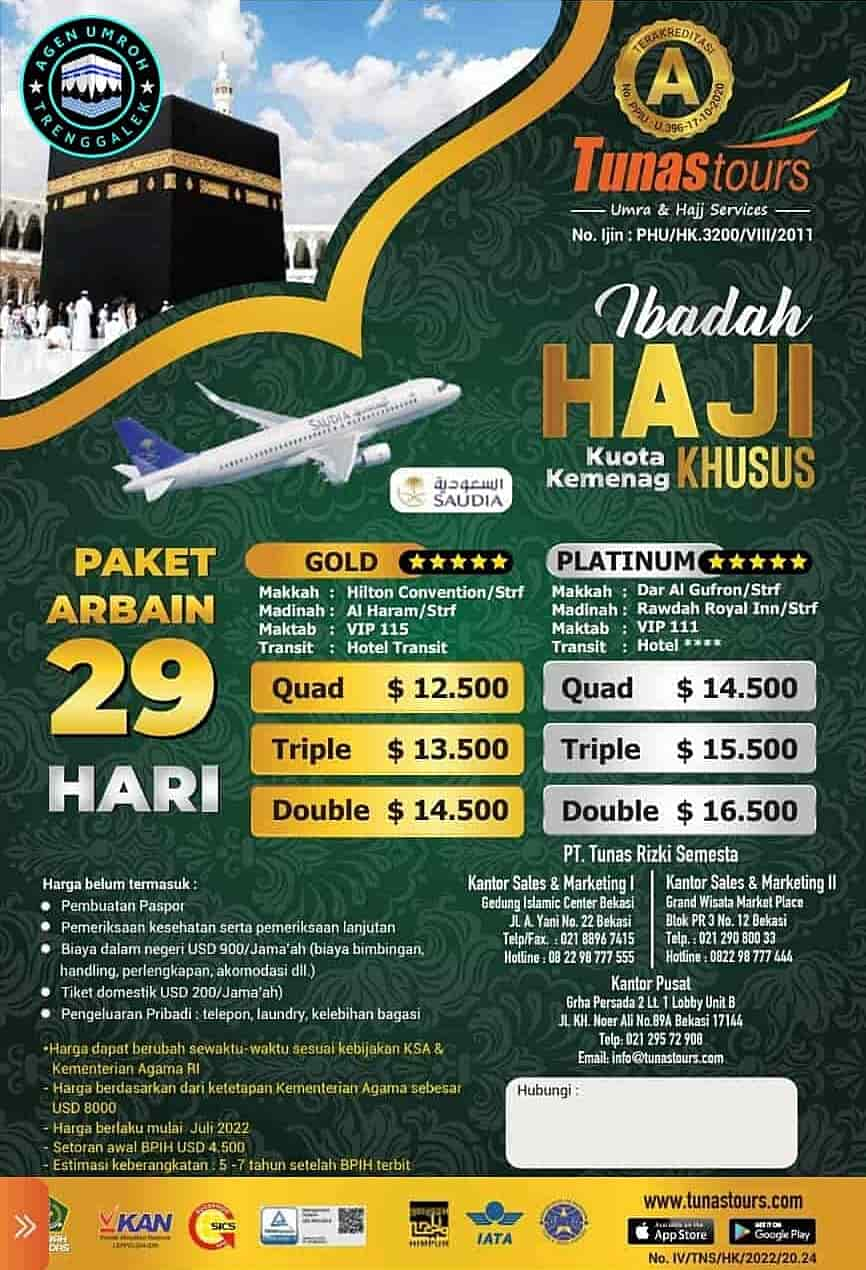 AGEN UMROH
TRENGGALEK
TERAKREDITASI
A
No. PPIU - U.396-17-10-2020
Tunas tours
Umra & Hajj Services
No. Ijin : PHU/HK.3200/VIII/2011
Ibadah
HAJI
Kuota
Kemenag KHUSUS
SAUDIA
السعودية
SAUDIA
PAKET
ARBAIN
29
HARI
GOLD
Makkah : Hilton Convention/Strf
Madinah : Al Haram/Strf
Maktab : VIP 115
Transit : Hotel Transit
Quad $ 12.500
Triple $ 13.500
Double $ 14.500
PLATINUM
Makkah : Dar Al Gufron/Strf
Madinah : Rawdah Royal Inn/Strf
Maktab : VIP 111
Transit : Hotel ****
Quad $ 14.500
Triple $ 15.500
Double $ 16.500
PT. Tunas Rizki Semesta
Kantor Sales & Marketing I
Gedung Islamic Center Bekasi
Jl. A. Yani No. 22 Bekasi
Telp/Fax. : 021 8896 7415
Hotline : 08 22 98 777 555
Kantor Sales & Marketing II
Grand Wisata Market Place
Blok PR 3 No. 12 Bekasi
Telp. : 021 290 800 33
Hotline : 0822 98 777 444
Kantor Pusat
Grha Persada 2 Lt. 1 Lobby Unit B
Jl. KH. Noer Ali No.89A Bekasi 17144
Telp: 021 295 72 908
Email: info@tunastours.com
Harga belum termasuk :
● Pembuatan Paspor
● Pemeriksaan kesehatan serta pemeriksaan lanjutan
● Biaya dalam negeri USD 900/Jama'ah (biaya bimbingan,
handling, perlengkapan, akomodasi dll.)
● Tiket domestik USD 200/Jama'ah)
● Pengeluaran Pribadi : telepon, laundry, kelebihan bagasi
*Harga dapat berubah sewaktu-waktu sesuai kebijakan KSA &
Kementerian Agama RI
- Harga berdasarkan dari ketetapan Kementerian Agama sebesar
USD 8000
- Harga berlaku mulai Juli 2022
- Setoran awal BPIH USD 4.500
- Estimasi keberangkatan : 5 -7 tahun setelah BPIH terbit
Hubungi :
KAN
Komite Akreditasi Nasional
SICS
HIMPUH
IATA
www.tunastours.com
Available on the
App Store
GET IT ON
Google Play
No. IV/TNS/HK/2022/20.24